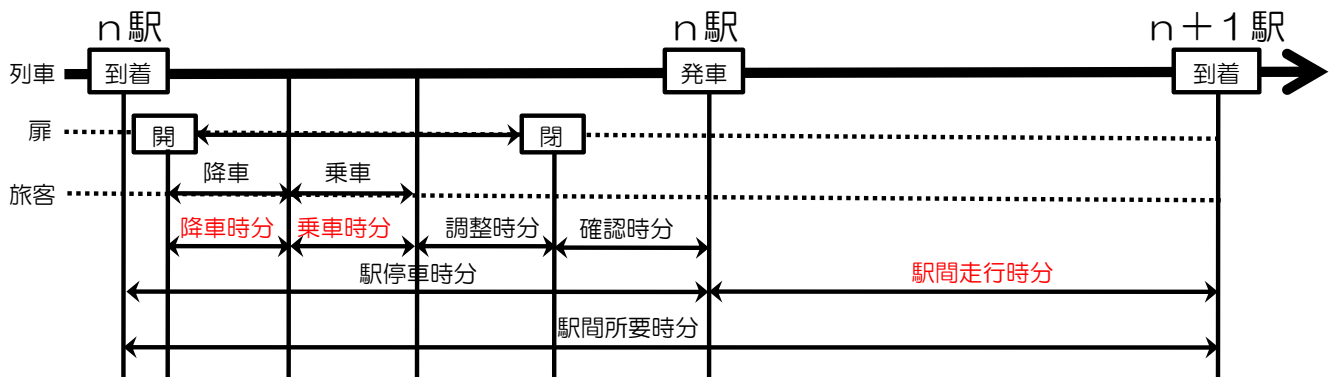 n駅 n駅 n+1駅
列車 到着 発車 到着
扉 開 閉
降車 乗車
旅客
降車時分 乗車時分 調整時分 確認時分
駅停車時分 駅間走行時分
駅間所要時分